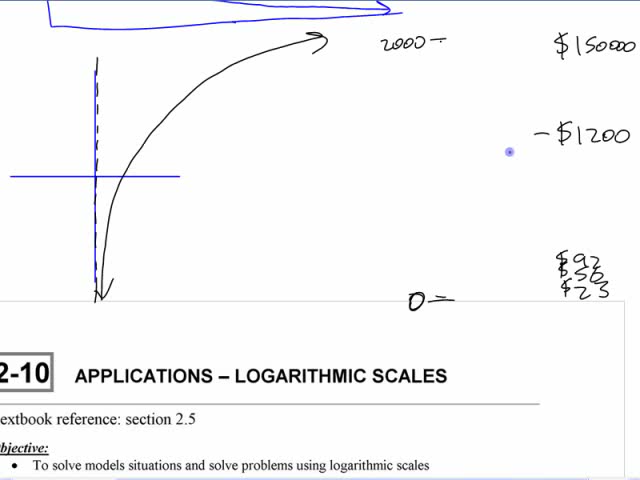 2000 -
$150000
- $1200
$92
$50
$23
0 =
2-10 APPLICATIONS – LOGARITHMIC SCALES
extbook reference: section 2.5
bjective:
• To solve models situations and solve problems using logarithmic scales